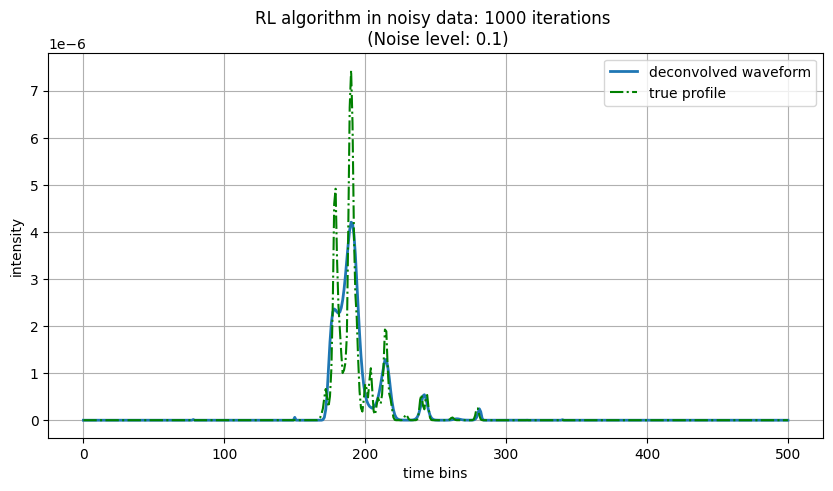 RL algorithm in noisy data: 1000 iterations
(Noise level: 0.1)
1e−6
deconvolved waveform
true profile
7
6
5
4
3
2
1
0
intensity
0 100 200 300 400 500
time bins